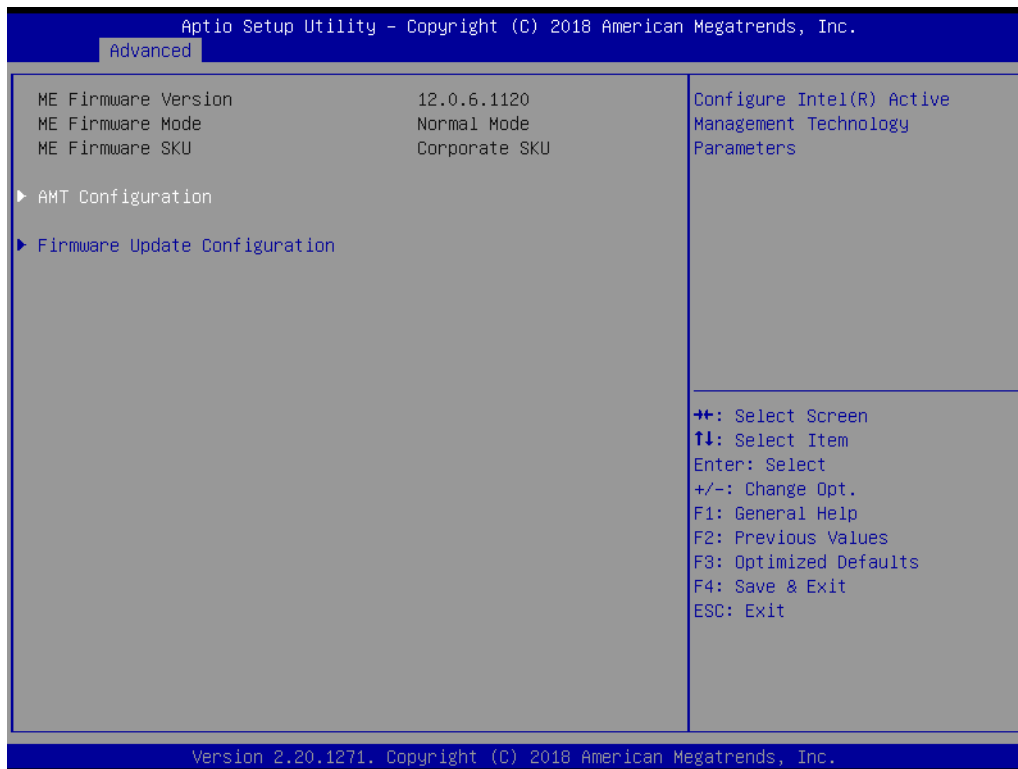 Aptio Setup Utility – Copyright (C) 2018 American Megatrends, Inc.
Advanced
ME Firmware Version 12.0.6.1120
ME Firmware Mode Normal Mode
ME Firmware SKU Corporate SKU
▶ AMT Configuration
▶ Firmware Update Configuration
Configure Intel(R) Active
Management Technology
Parameters
→←: Select Screen
↑↓: Select Item
Enter: Select
+/-: Change Opt.
F1: General Help
F2: Previous Values
F3: Optimized Defaults
F4: Save & Exit
ESC: Exit
Version 2.20.1271. Copyright (C) 2018 American Megatrends, Inc.